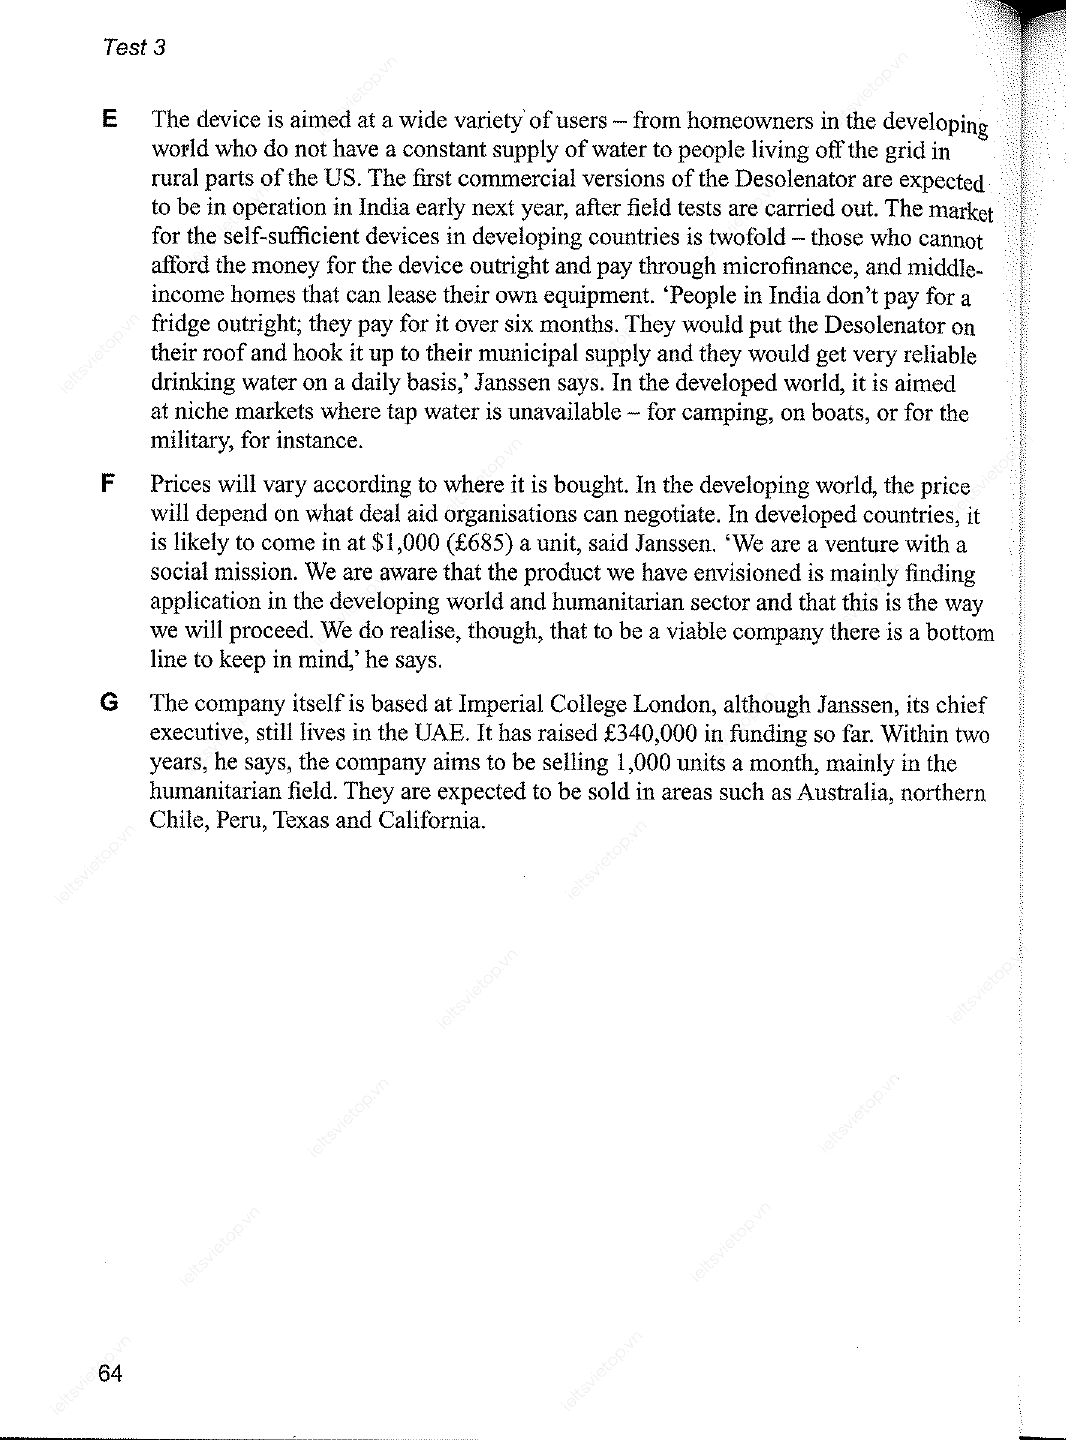 Test 3
E The device is aimed at a wide variety of users – from homeowners in the developing
world who do not have a constant supply of water to people living off the grid in
rural parts of the US. The first commercial versions of the Desolenator are expected
to be in operation in India early next year, after field tests are carried out. The market
for the self-sufficient devices in developing countries is twofold – those who cannot
afford the money for the device outright and pay through microfinance, and middle-
income homes that can lease their own equipment. ‘People in India don’t pay for a
fridge outright; they pay for it over six months. They would put the Desolenator on
their roof and hook it up to their municipal supply and they would get very reliable
drinking water on a daily basis,’ Janssen says. In the developed world, it is aimed
at niche markets where tap water is unavailable – for camping, on boats, or for the
military, for instance.
F Prices will vary according to where it is bought. In the developing world, the price
will depend on what deal aid organisations can negotiate. In developed countries, it
is likely to come in at $1,000 (£685) a unit, said Janssen. ‘We are a venture with a
social mission. We are aware that the product we have envisioned is mainly finding
application in the developing world and humanitarian sector and that this is the way
we will proceed. We do realise, though, that to be a viable company there is a bottom
line to keep in mind,’ he says.
G The company itself is based at Imperial College London, although Janssen, its chief
executive, still lives in the UAE. It has raised £340,000 in funding so far. Within two
years, he says, the company aims to be selling 1,000 units a month, mainly in the
humanitarian field. They are expected to be sold in areas such as Australia, northern
Chile, Peru, Texas and California.
64
ieltsvietop.vn